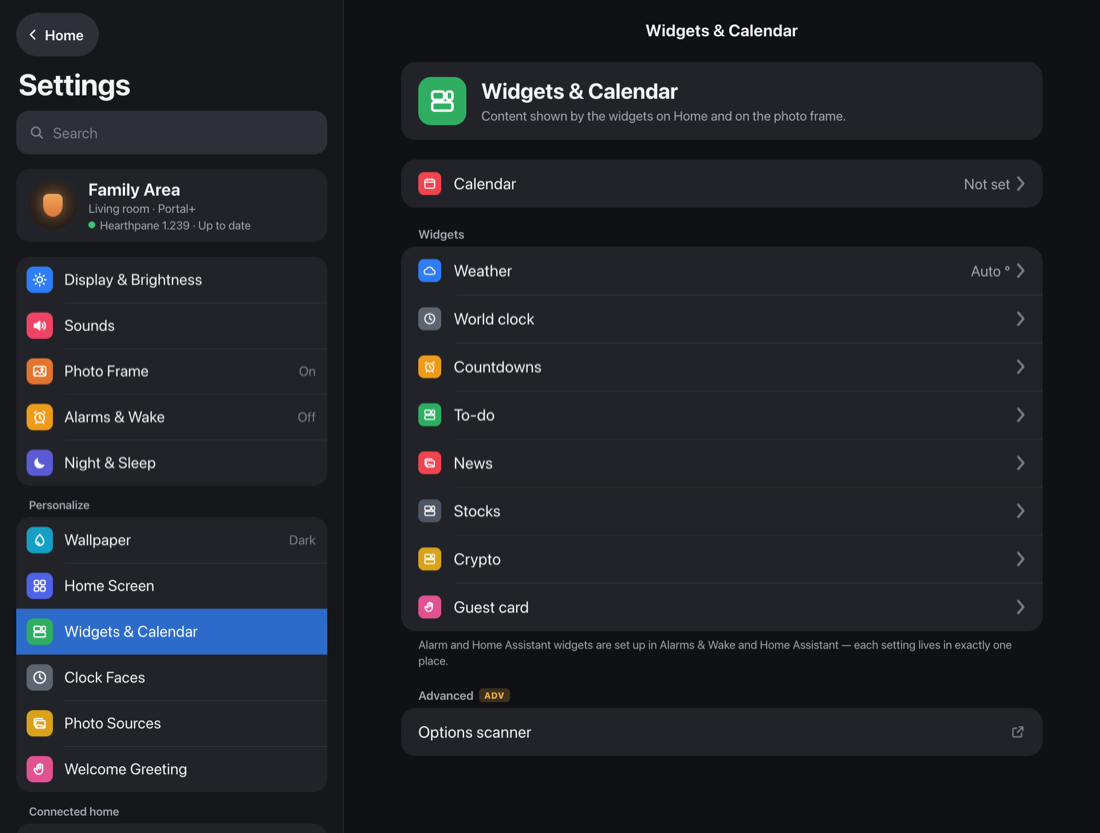 Home
Settings
Search
Family Area
Living room · Portal+
Hearthpane 1.239 · Up to date
Display & Brightness
Sounds
Photo Frame On
Alarms & Wake Off
Night & Sleep
Personalize
Wallpaper Dark
Home Screen
Widgets & Calendar
Clock Faces
Photo Sources
Welcome Greeting
Connected home
Widgets & Calendar
Widgets & Calendar
Content shown by the widgets on Home and on the photo frame.
Calendar Not set
Widgets
Weather Auto °
World clock
Countdowns
To-do
News
Stocks
Crypto
Guest card
Alarm and Home Assistant widgets are set up in Alarms & Wake and Home Assistant — each setting lives in exactly one
place.
Advanced ADV
Options scanner